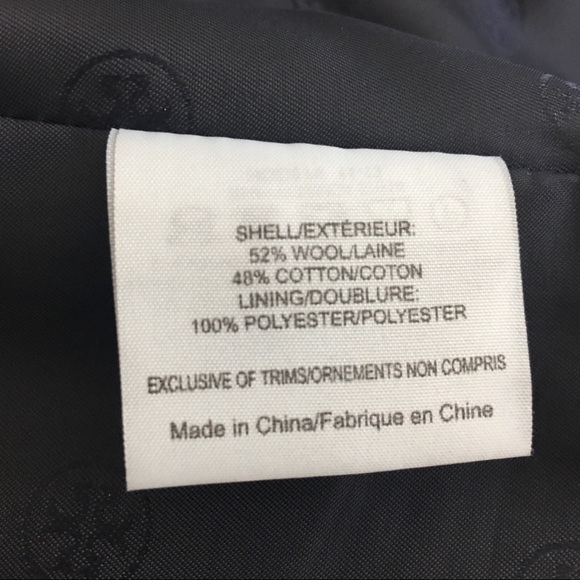 SHELL/EXTÉRIEUR:
52% WOOL/LAINE
48% COTTON/COTON
LINING/DOUBLURE:
100% POLYESTER/POLYESTER
EXCLUSIVE OF TRIMS/ORNEMENTS NON COMPRIS
Made in China/Fabrique en Chine